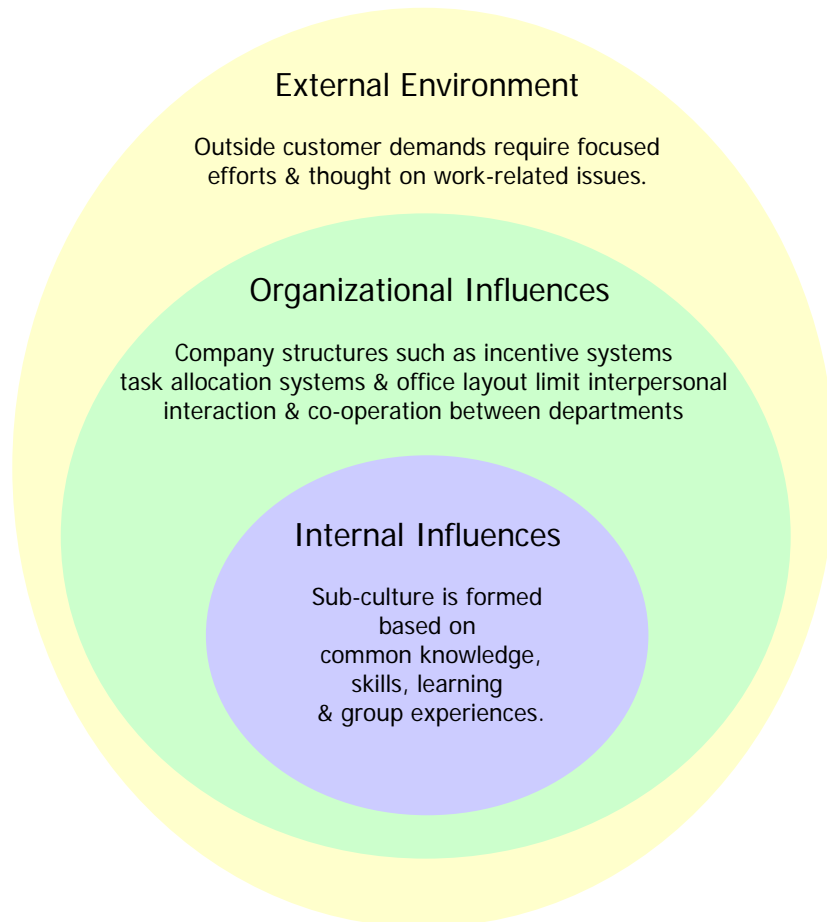 External Environment
Outside customer demands require focused
efforts & thought on work-related issues.
Organizational Influences
Company structures such as incentive systems
task allocation systems & office layout limit interpersonal
interaction & co-operation between departments
Internal Influences
Sub-culture is formed
based on
common knowledge,
skills, learning
& group experiences.